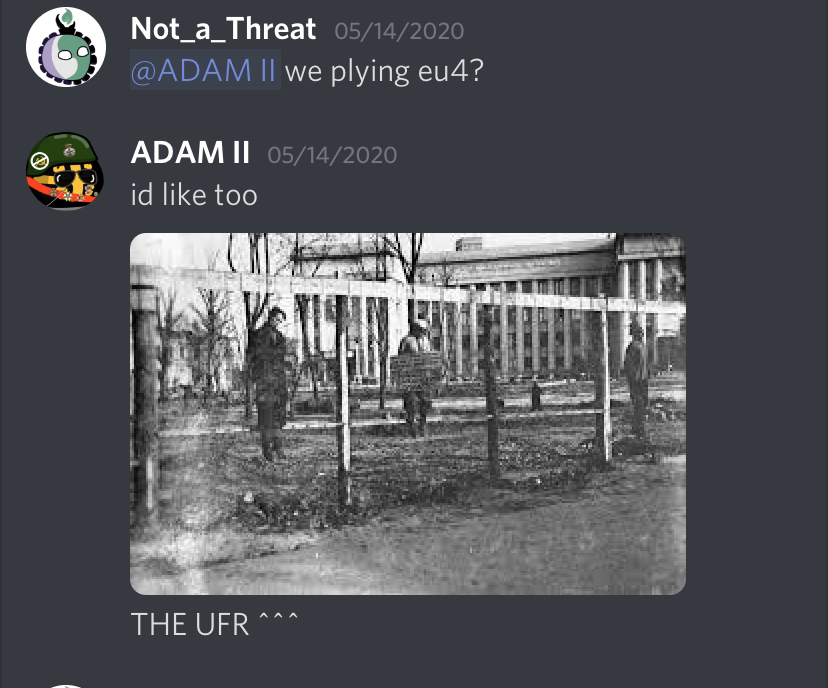 Not_a_Threat 05/14/2020
@ADAM II we plying eu4?
ADAM II 05/14/2020
id like too
THE UFR ^^^